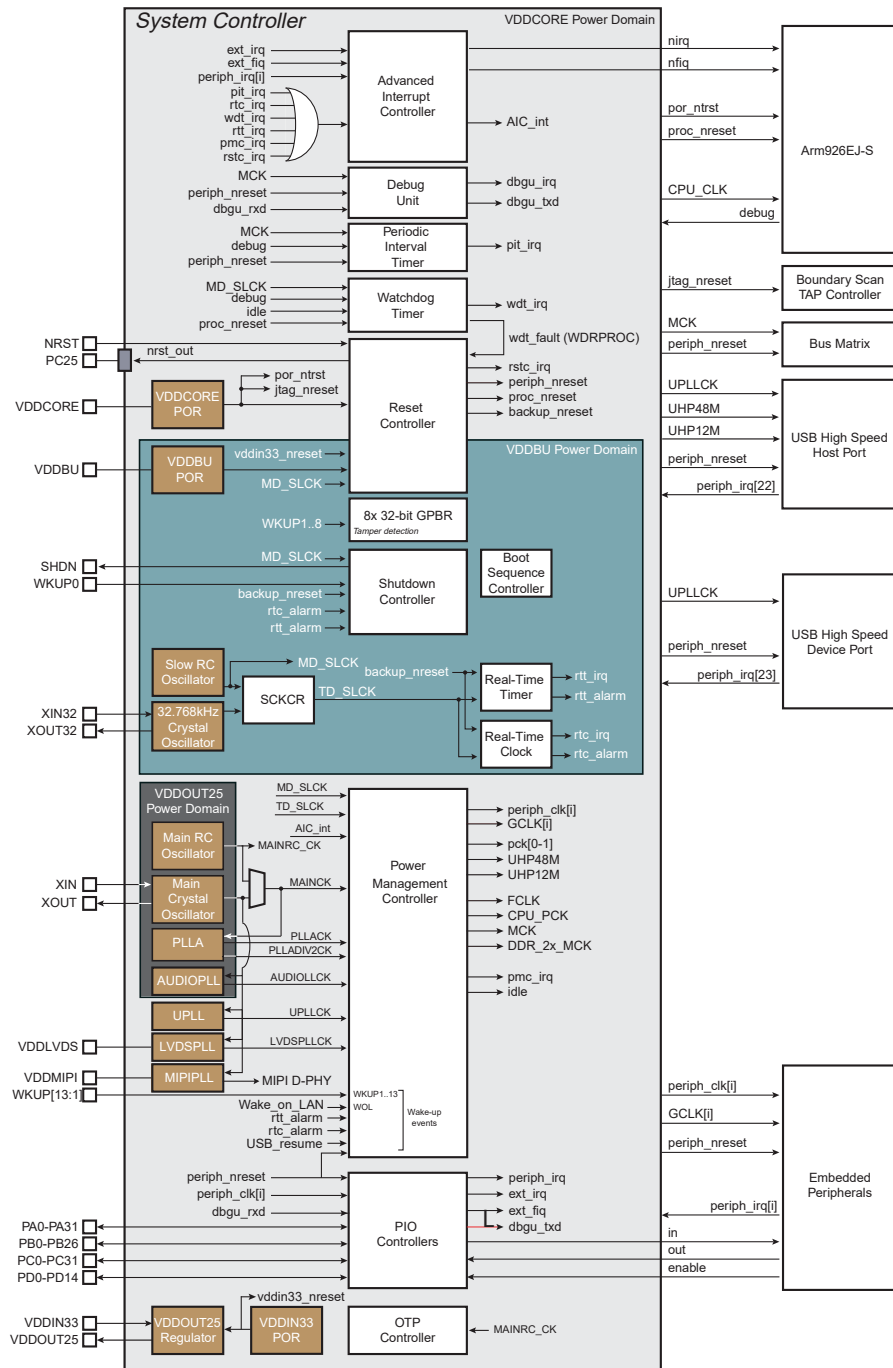 System Controller
VDDCORE Power Domain
ext_irq
ext_fiq
periph_irq[i]
pit_irq
rtc_irq
wdt_irq
rtt_irq
pmc_irq
rstc_irq
Advanced
Interrupt
Controller
AIC_int
nirq
nfiq
por_ntrst
proc_nreset
CPU_CLK
debug
Arm926EJ-S
MCK
periph_nreset
dbgu_rxd
Debug
Unit
dbgu_irq
dbgu_txd
MCK
debug
periph_nreset
Periodic
Interval
Timer
pit_irq
MD_SLCK
debug
idle
proc_nreset
Watchdog
Timer
wdt_irq
wdt_fault (WDRPROC)
jtag_nreset
Boundary Scan
TAP Controller
MCK
periph_nreset
Bus Matrix
NRST
PC25
nrst_out
VDDCORE
VDDCORE
POR
por_ntrst
jtag_nreset
Reset
Controller
rstc_irq
periph_nreset
proc_nreset
backup_nreset
UPLLCK
UHP48M
UHP12M
periph_nreset
periph_irq[22]
USB High Speed
Host Port
VDDBU Power Domain
VDDBU
VDDBU
POR
vddin33_nreset
MD_SLCK
WKUP1..8
8x 32-bit GPBR
Tamper detection
SHDN
WKUP0
MD_SLCK
backup_nreset
rtc_alarm
rtt_alarm
Shutdown
Controller
Boot
Sequence
Controller
UPLLCK
periph_nreset
periph_irq[23]
USB High Speed
Device Port
Slow RC
Oscillator
MD_SLCK
backup_nreset
SCKCR
TD_SLCK
XIN32
XOUT32
32.768kHz
Crystal
Oscillator
Real-Time
Timer
rtt_irq
rtt_alarm
Real-Time
Clock
rtc_irq
rtc_alarm
VDDOUT25
Power Domain
Main RC
Oscillator
MAINRC_CK
XIN
XOUT
Main
Crystal
Oscillator
MAINCK
PLLA
PLLACK
PLLADIV2CK
AUDIOPLL
AUDIOLLCK
UPLL
UPLLCK
VDDLVDS
LVDSPLL
LVDSPLLCK
VDDMIPI
MIPIPLL
MIPI D-PHY
WKUP[13:1]
MD_SLCK
TD_SLCK
AIC_int
Power
Management
Controller
periph_clk[i]
GCLK[i]
pck[0-1]
UHP48M
UHP12M
FCLK
CPU_PCK
MCK
DDR_2x_MCK
pmc_irq
idle
Wake_on_LAN
rtt_alarm
rtc_alarm
USB_resume
WKUP1..13
WOL
Wake-up
events
periph_nreset
periph_clk[i]
dbgu_rxd
PA0-PA31
PB0-PB26
PC0-PC31
PD0-PD14
PIO
Controllers
periph_irq
ext_irq
ext_fiq
dbgu_txd
periph_clk[i]
GCLK[i]
periph_nreset
periph_irq[i]
in
out
enable
Embedded
Peripherals
VDDIN33
VDDOUT25
VDDOUT25
Regulator
vddin33_nreset
VDDIN33
POR
OTP
Controller
MAINRC_CK